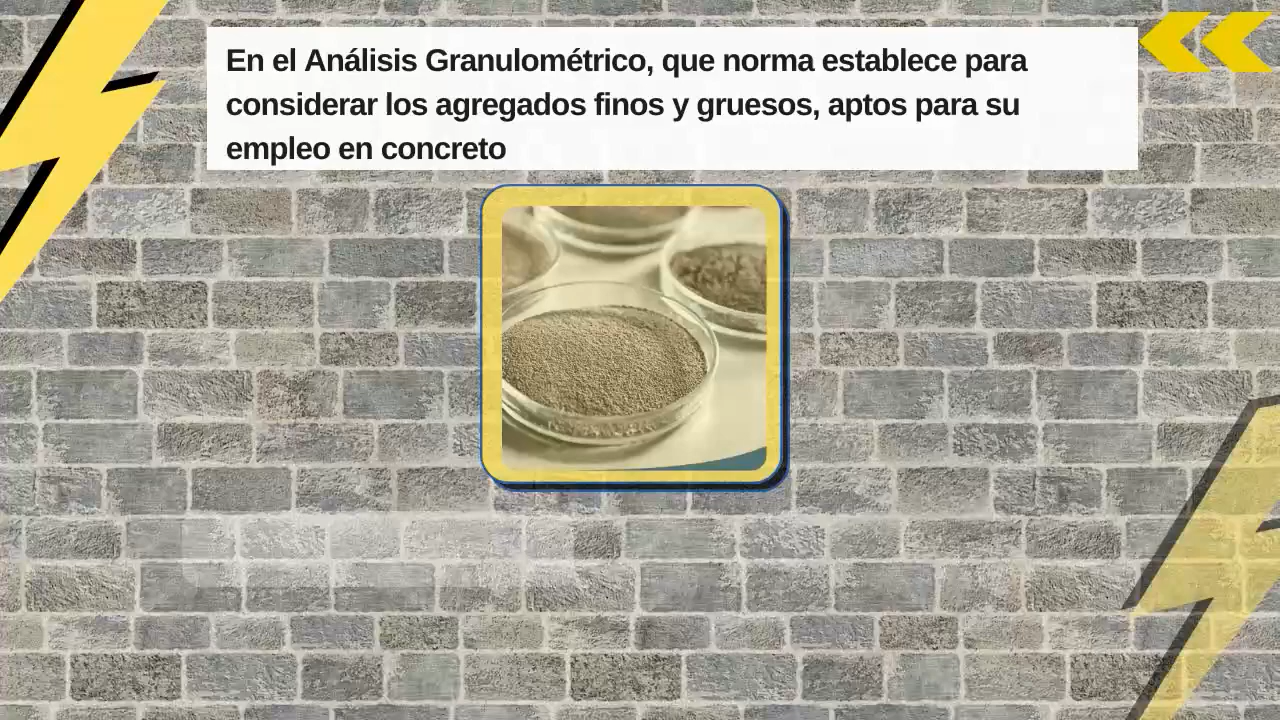 En el Análisis Granulométrico, que norma establece para
considerar los agregados finos y gruesos, aptos para su
empleo en concreto